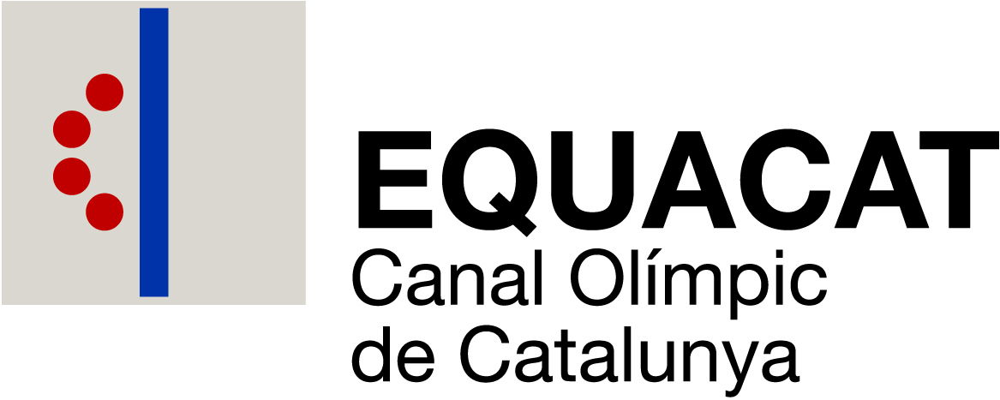 EQUACAT
Canal Olímpic
de Catalunya